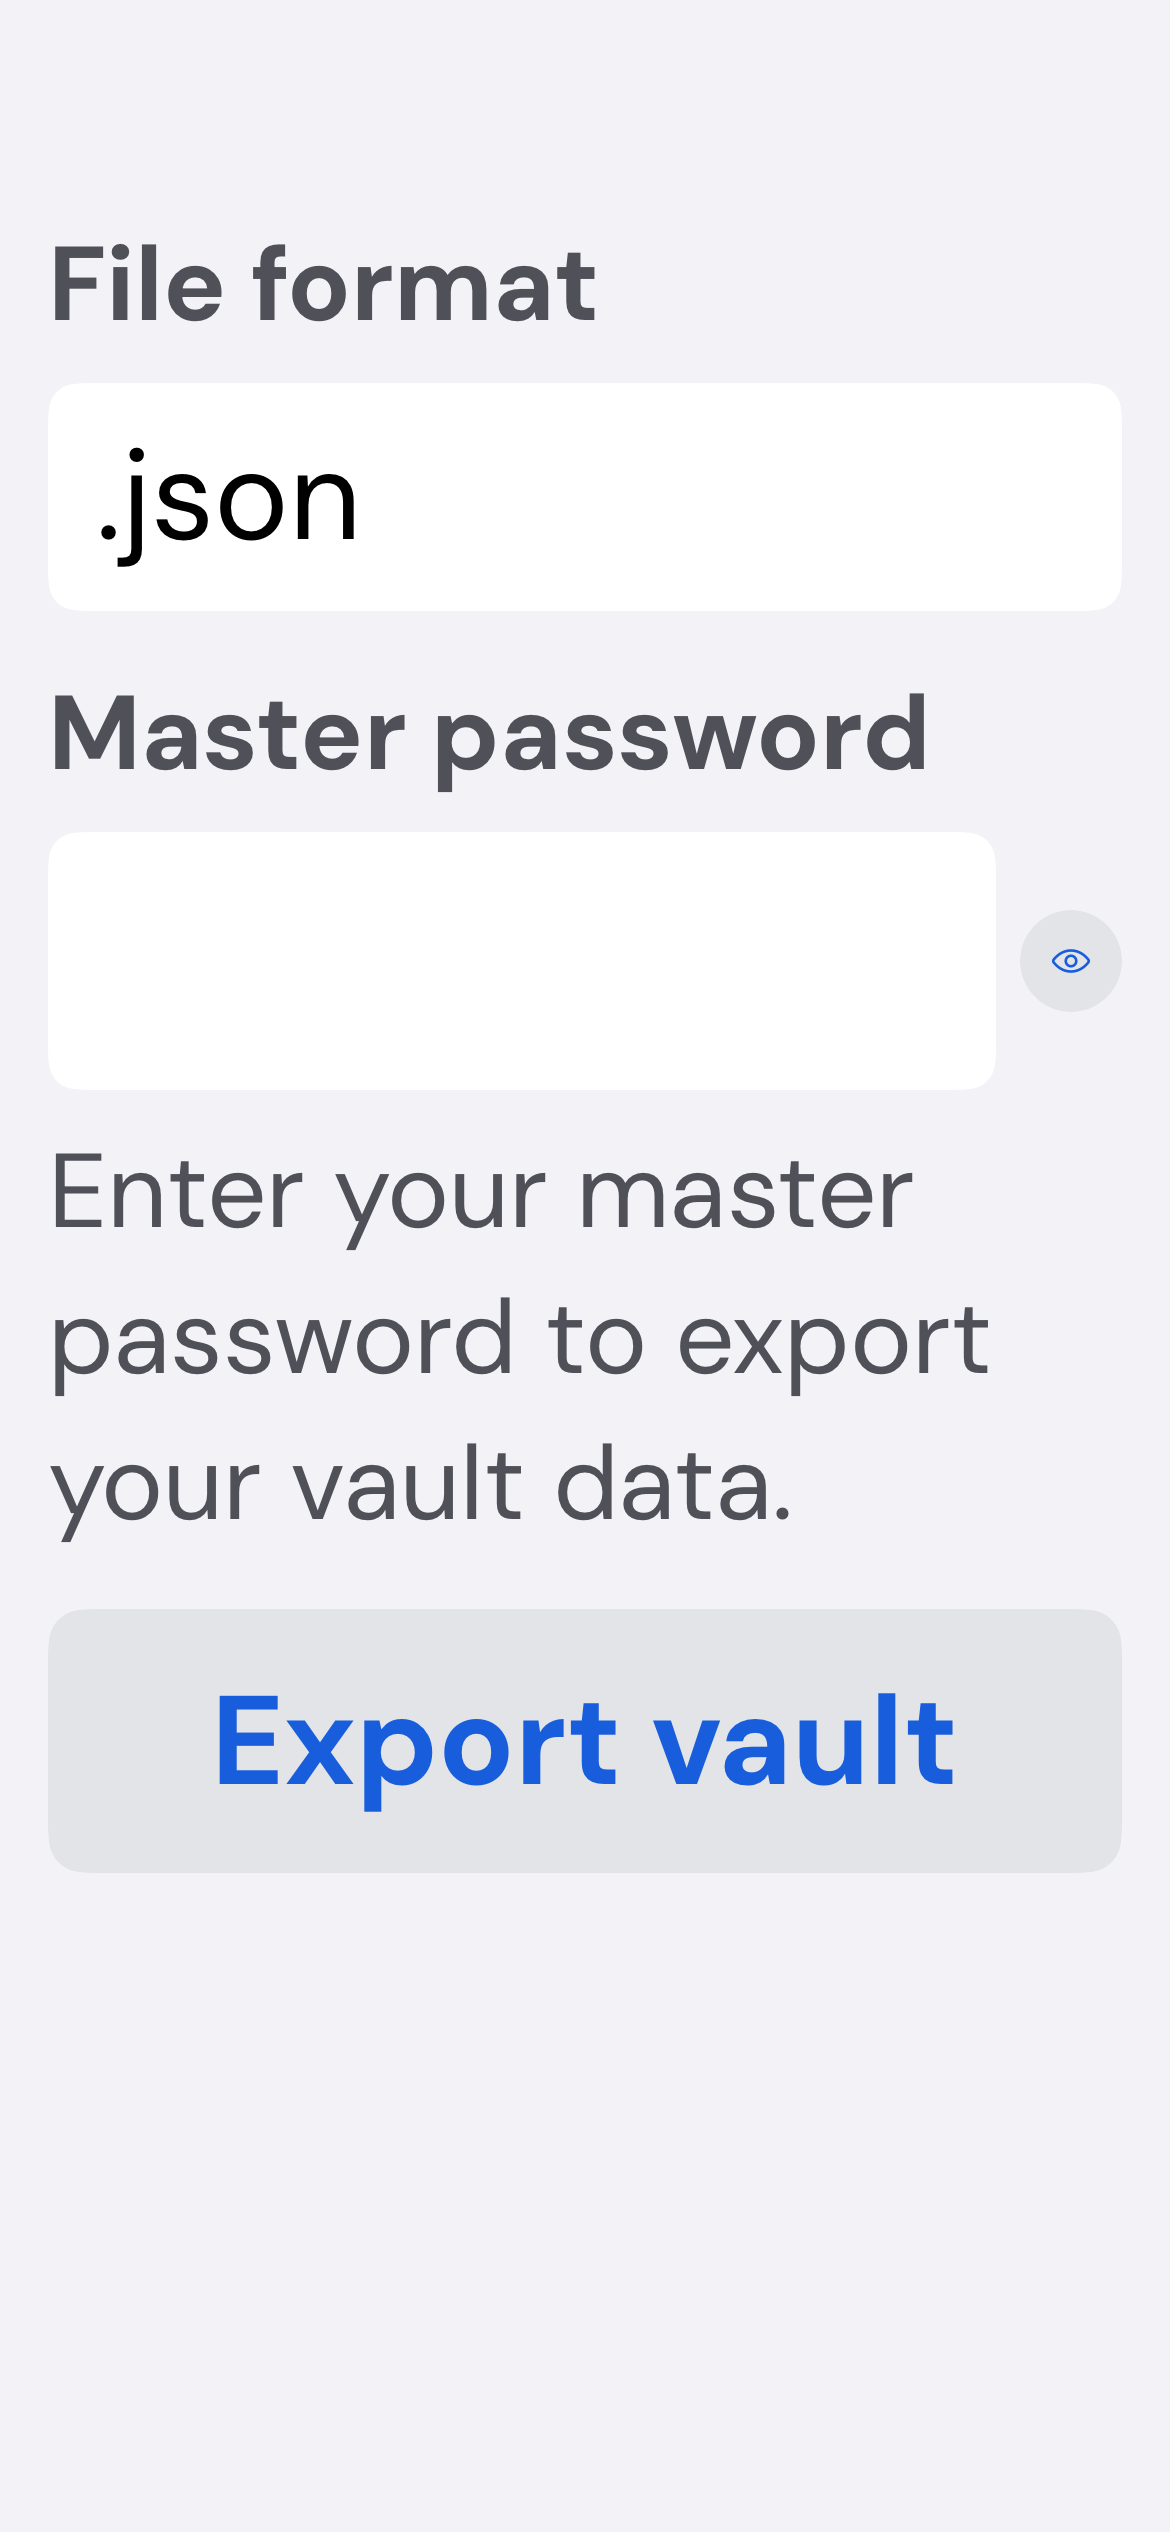 File format
.json
Master password
Enter your master
password to export
your vault data.
Export vault